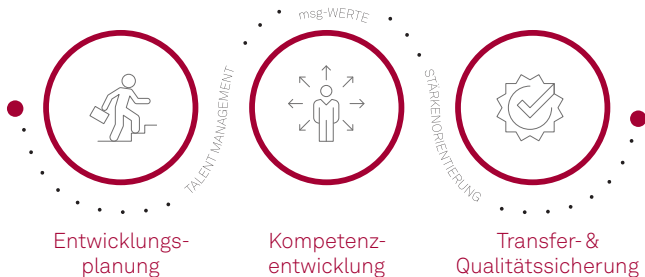 msg-WERTE
TALENT MANAGEMENT
STÄRKENORIENTIERUNG
Entwicklungs-
planung
Kompetenz-
entwicklung
Transfer- &
Qualitätssicherung